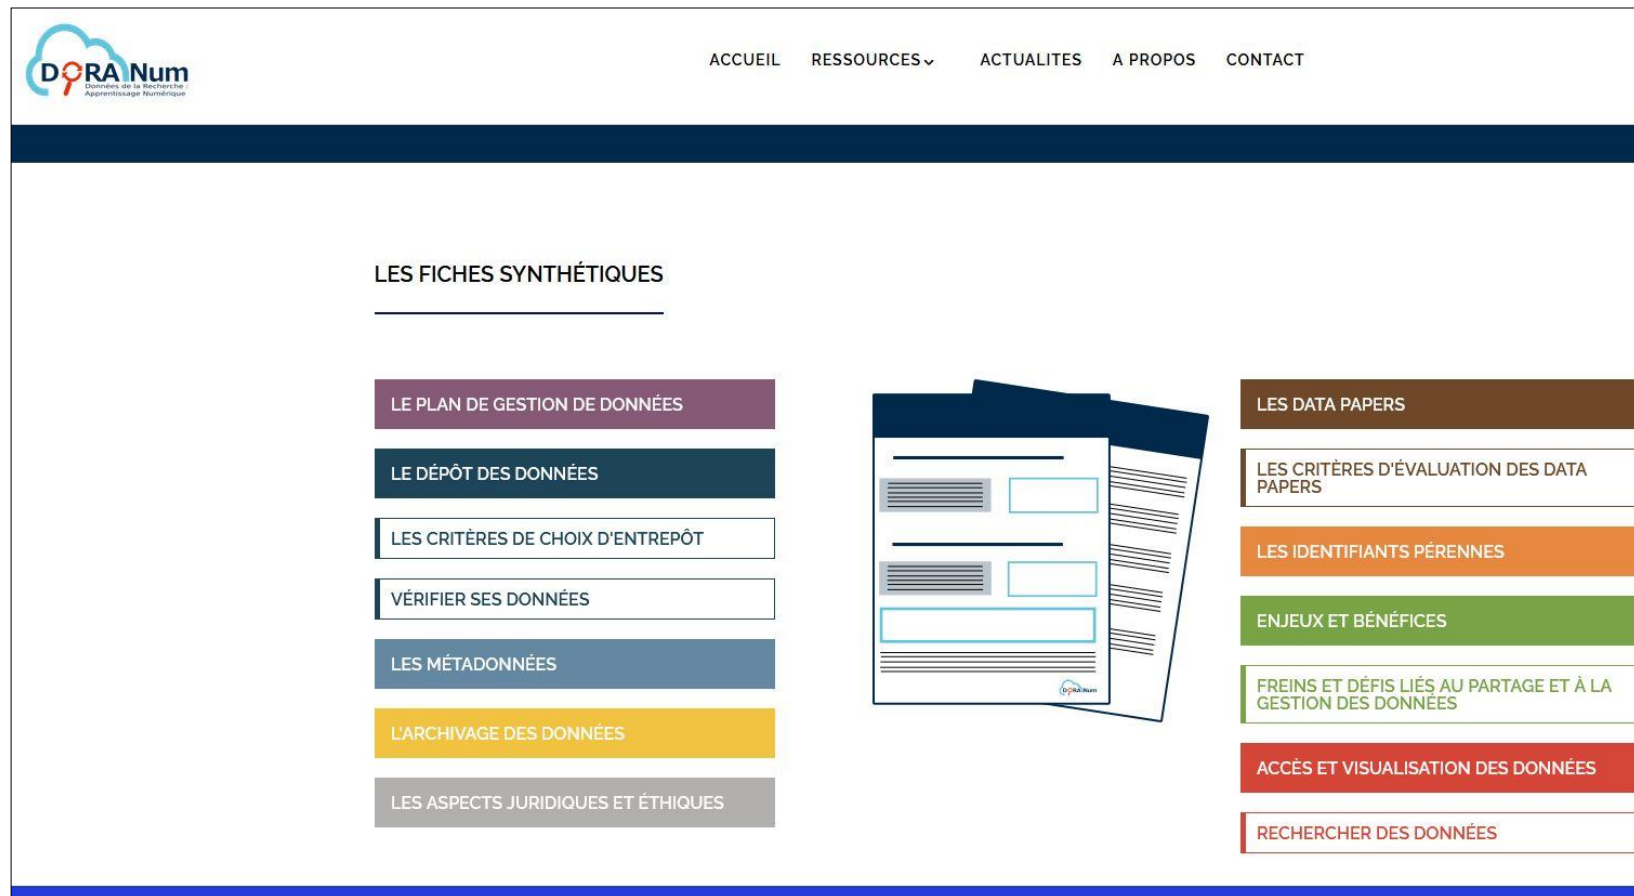 DORANum
Données de la Recherche :
Apprentissage Numérique
ACCUEIL RESSOURCES ACTUALITES A PROPOS CONTACT
LES FICHES SYNTHÉTIQUES
LE PLAN DE GESTION DE DONNÉES
LE DÉPÔT DES DONNÉES
LES CRITÈRES DE CHOIX D'ENTREPÔT
VÉRIFIER SES DONNÉES
LES MÉTADONNÉES
L'ARCHIVAGE DES DONNÉES
LES ASPECTS JURIDIQUES ET ÉTHIQUES
DORANum
LES DATA PAPERS
LES CRITÈRES D'ÉVALUATION DES DATA
PAPERS
LES IDENTIFIANTS PÉRENNES
ENJEUX ET BÉNÉFICES
FREINS ET DÉFIS LIÉS AU PARTAGE ET À LA
GESTION DES DONNÉES
ACCÈS ET VISUALISATION DES DONNÉES
RECHERCHER DES DONNÉES